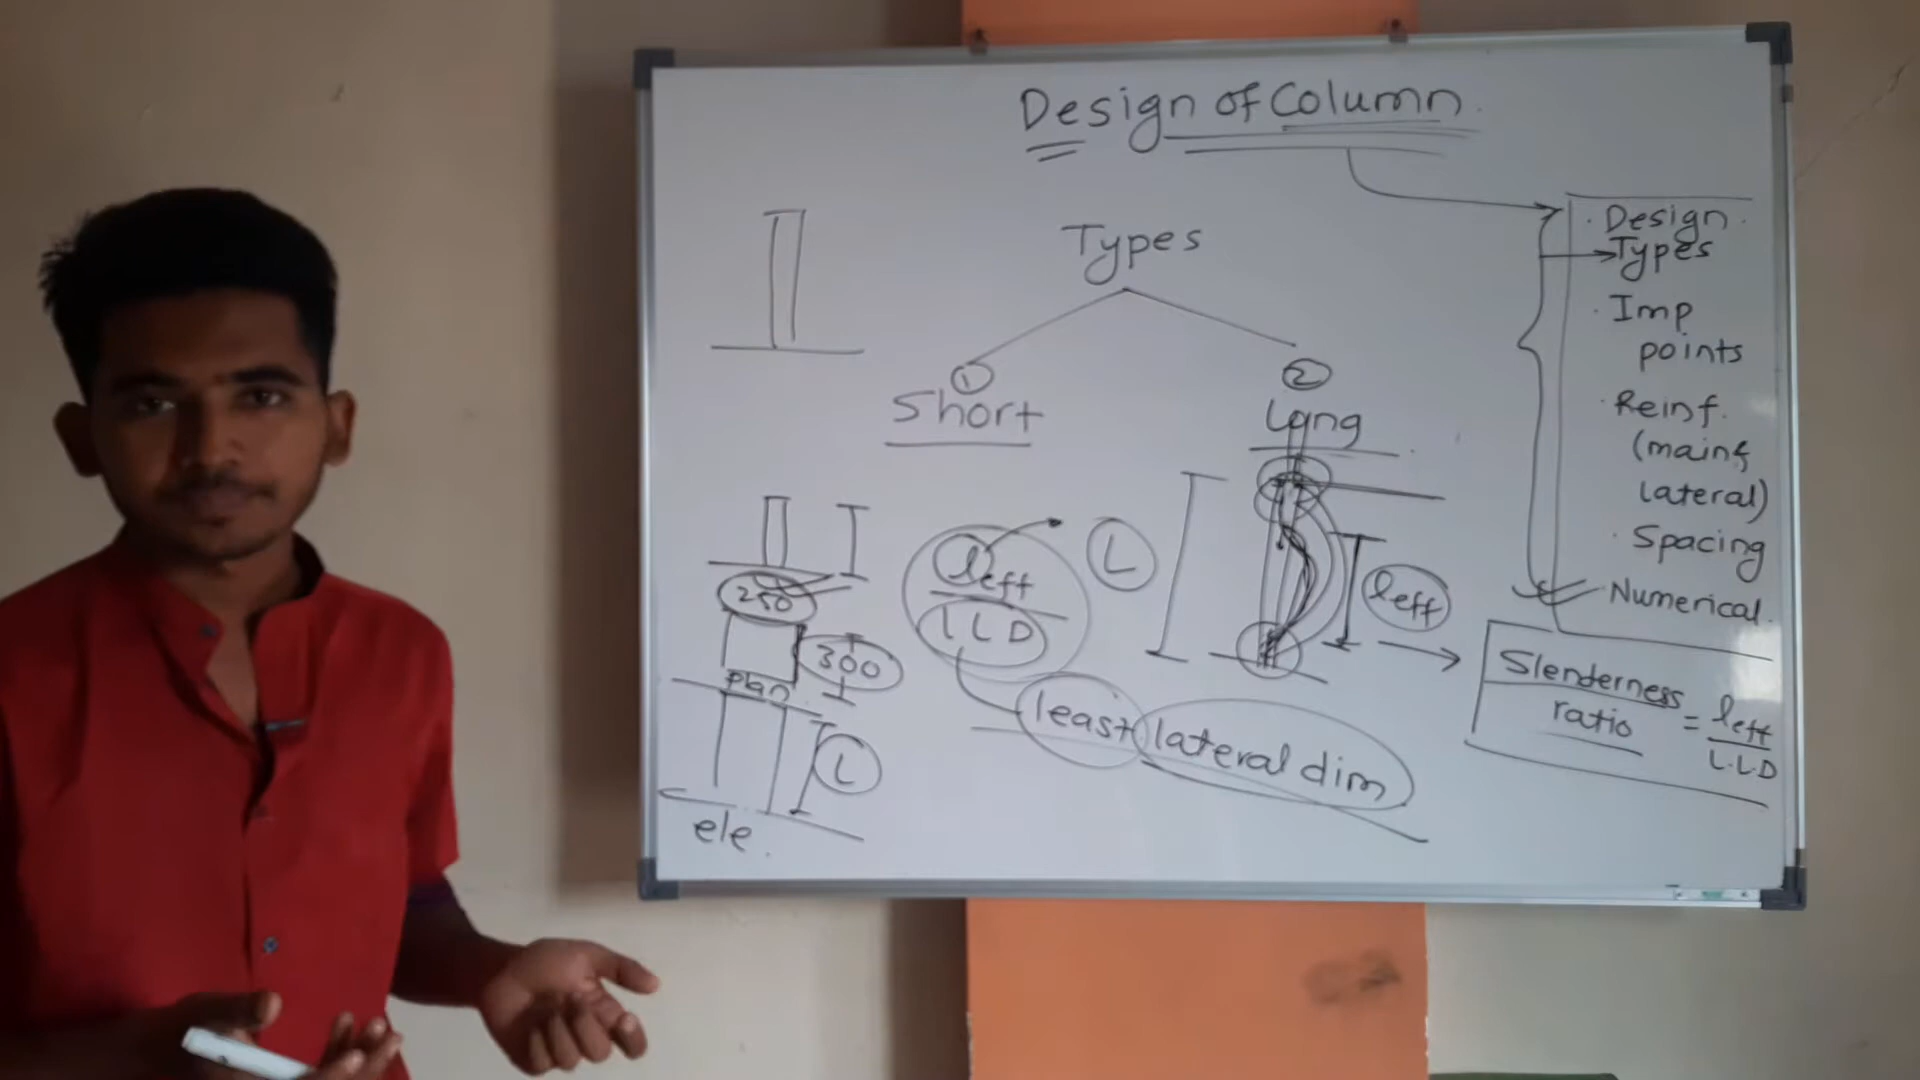 Design of Column.
Types
① Short
② Long
250
300
plan
L
ele.
leff
LLD
least lateral dim
L
leff
· Design.
Types
· Imp
points
· Reinf.
(main &
lateral)
· Spacing
Numerical.
Slenderness
ratio = leff
L.L.D